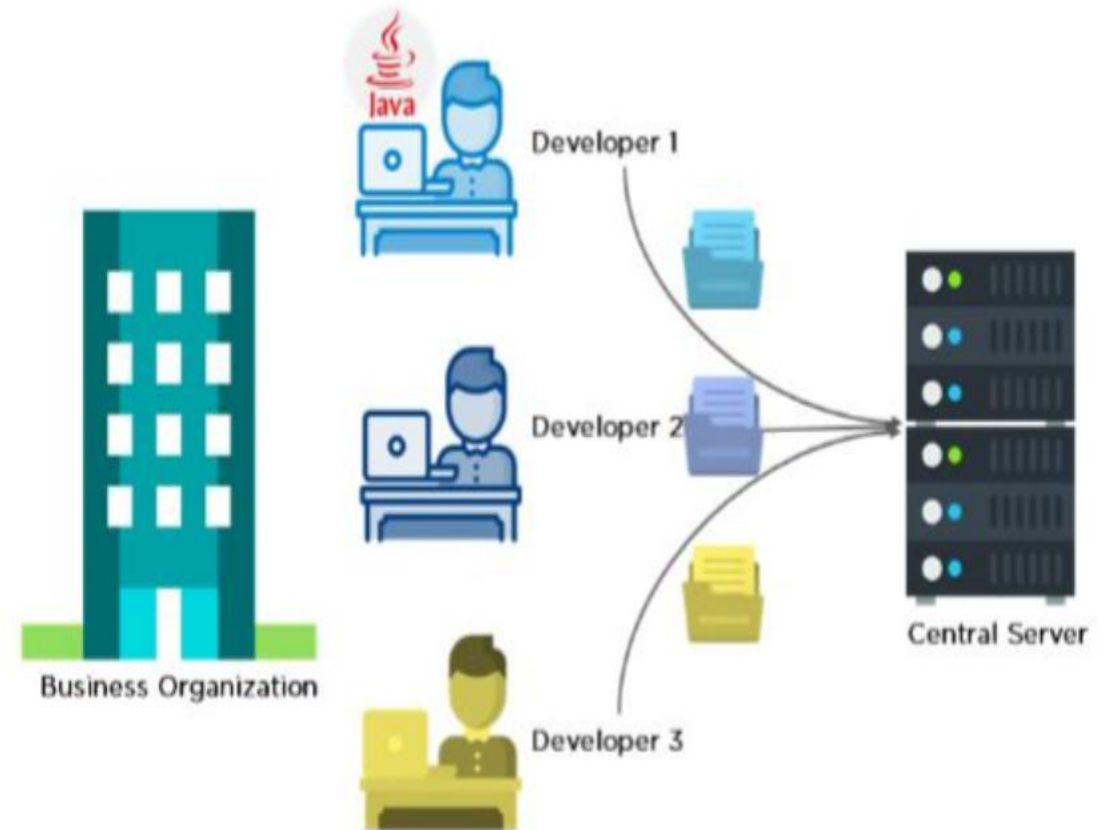 Java
Developer 1
Developer 2
Central Server
Business Organization
Developer 3